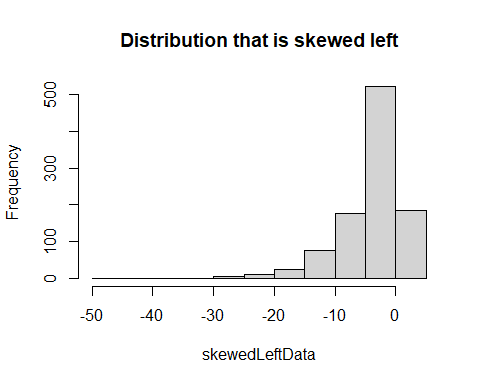 Distribution that is skewed left
Frequency
500
300
100
0
-50 -40 -30 -20 -10 0
skewedLeftData